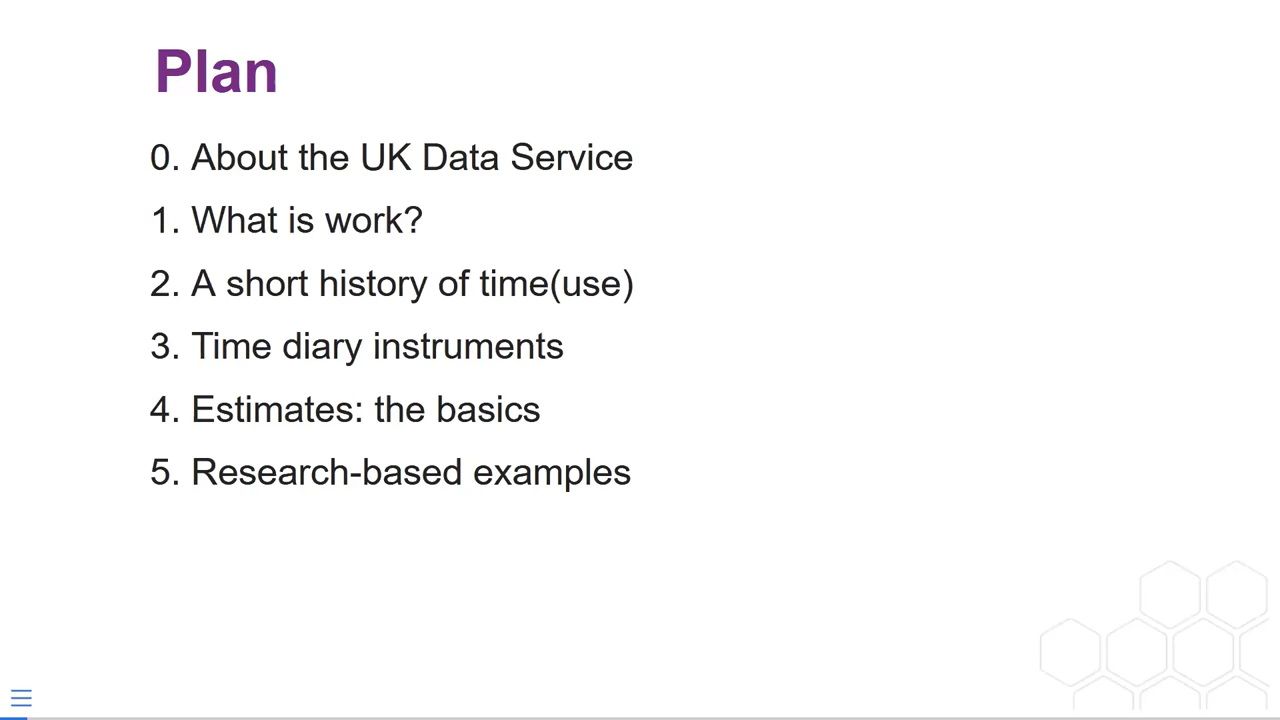 Plan
0. About the UK Data Service
1. What is work?
2. A short history of time(use)
3. Time diary instruments
4. Estimates: the basics
5. Research-based examples